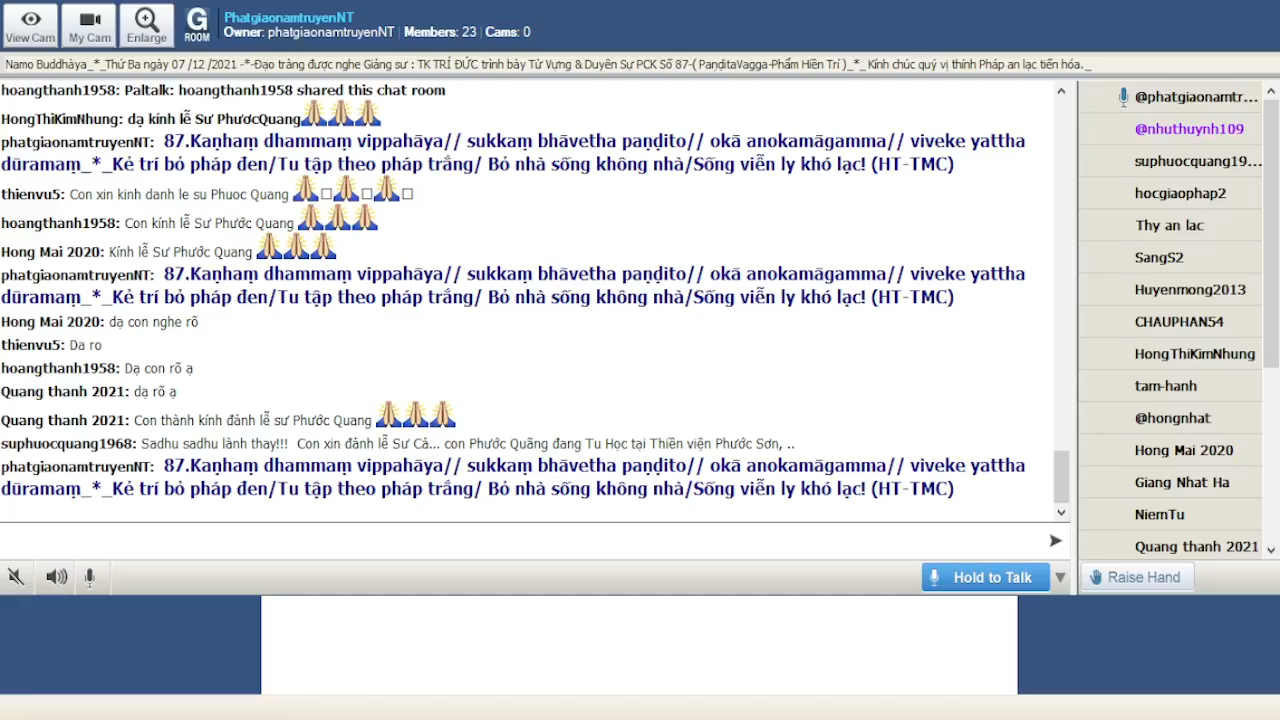 View Cam
My Cam
Enlarge
G
ROOM
PhatgiaonamtruyenNT
Owner: phatgiaonamtruyenNT | Members: 23 | Cams: 0
Namo Buddhàya_*_Thứ Ba ngày 07 /12 /2021 -*-Đạo tràng được nghe Giảng sư : TK TRÍ ĐỨC trình bày Từ Vựng & Duyên Sự PCK Số 87-( PaṇḍitaVagga-Phẩm Hiền Trí )_*_ Kính chúc quý vị thính Pháp an lạc tiến hóa._
hoangthanh1958: Paltalk: hoangthanh1958 shared this chat room
HongThiKimNhung: dạ kính lễ Sư PhươcQuang
phatgiaonamtruyenNT: 87.Kaṇhaṃ dhammaṃ vippahāya// sukkaṃ bhāvetha paṇḍito// okā anokamāgamma// viveke yattha
dūramaṃ_*_Kẻ trí bỏ pháp đen/Tu tập theo pháp trắng/ Bỏ nhà sống không nhà/Sống viễn ly khó lạc! (HT-TMC)
thienvu5: Con xin kinh danh le su Phuoc Quang
hoangthanh1958: Con kính lễ Sư Phước Quang
Hong Mai 2020: Kính lễ Sư Phước Quang
phatgiaonamtruyenNT: 87.Kaṇhaṃ dhammaṃ vippahāya// sukkaṃ bhāvetha paṇḍito// okā anokamāgamma// viveke yattha
dūramaṃ_*_Kẻ trí bỏ pháp đen/Tu tập theo pháp trắng/ Bỏ nhà sống không nhà/Sống viễn ly khó lạc! (HT-TMC)
Hong Mai 2020: dạ con nghe rõ
thienvu5: Da ro
hoangthanh1958: Dạ con rõ ạ
Quang thanh 2021: dạ rõ ạ
Quang thanh 2021: Con thành kính đảnh lễ sư Phước Quang
suphuocquang1968: Sadhu sadhu lành thay!!! Con xin đảnh lễ Sư Cả... con Phước Quãng đang Tu Học tại Thiền viện Phước Sơn, ..
phatgiaonamtruyenNT: 87.Kaṇhaṃ dhammaṃ vippahāya// sukkaṃ bhāvetha paṇḍito// okā anokamāgamma// viveke yattha
dūramaṃ_*_Kẻ trí bỏ pháp đen/Tu tập theo pháp trắng/ Bỏ nhà sống không nhà/Sống viễn ly khó lạc! (HT-TMC)
@phatgiaonamtr...
@nhuthuynh109
suphuocquang19...
hocgiaophap2
Thy an lac
SangS2
Huyenmong2013
CHAUPHAN54
HongThiKimNhung
tam-hanh
@hongnhat
Hong Mai 2020
Giang Nhat Ha
NiemTu
Quang thanh 2021
Hold to Talk
Raise Hand